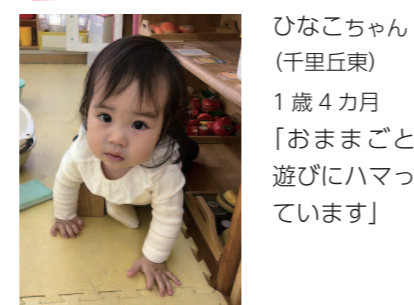 ひなこちゃん
(千里丘東)
1 歳 4 カ月
「おままごと
遊びにハマっ
ています」